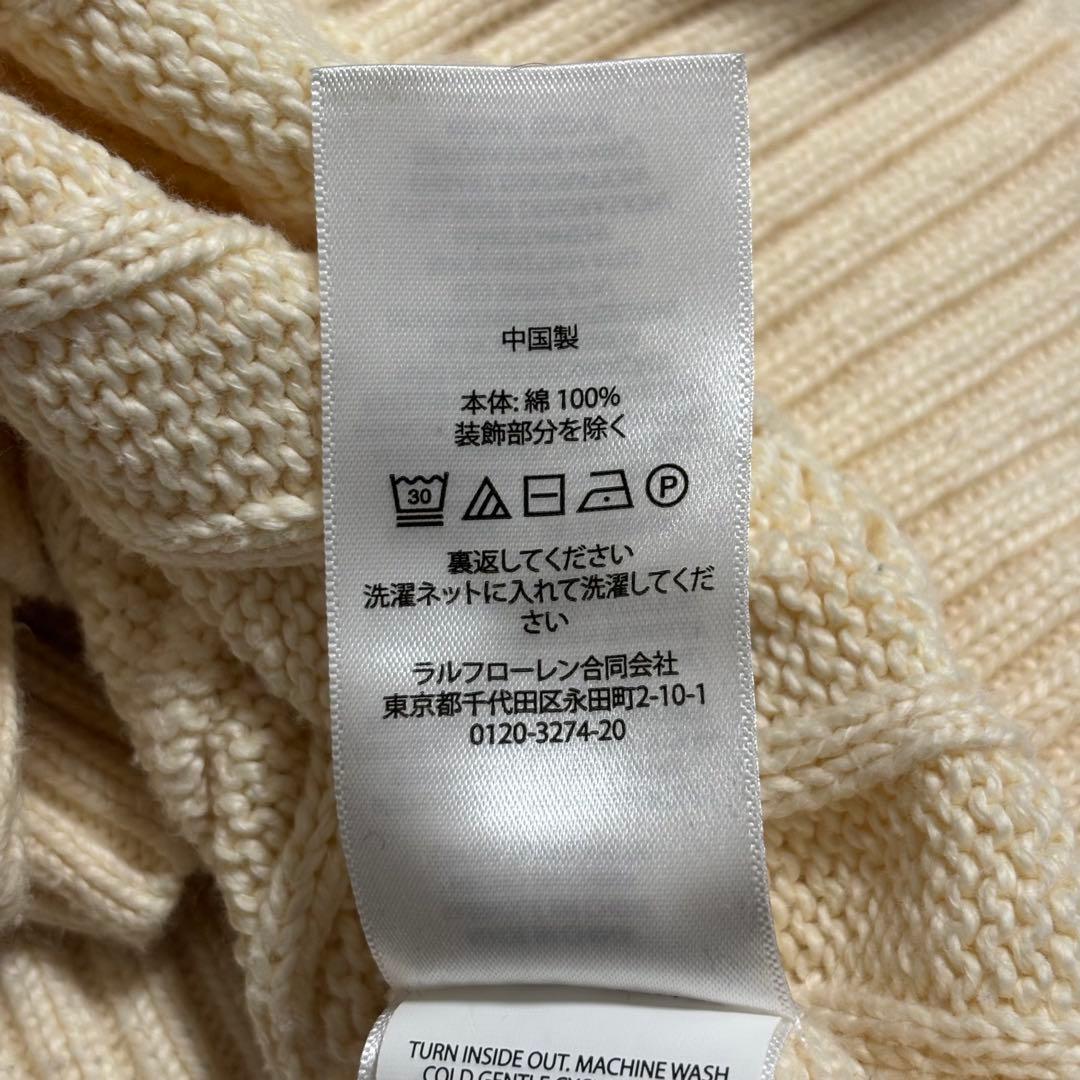 中国製
本体: 綿 100%
装飾部分を除く
30
P
裏返してください
洗濯ネットに入れて洗濯してくだ
さい
ラルフローレン合同会社
東京都千代田区永田町2-10-1
0120-3274-20
TURN INSIDE OUT. MACHINE WASH
COLD GENTLE